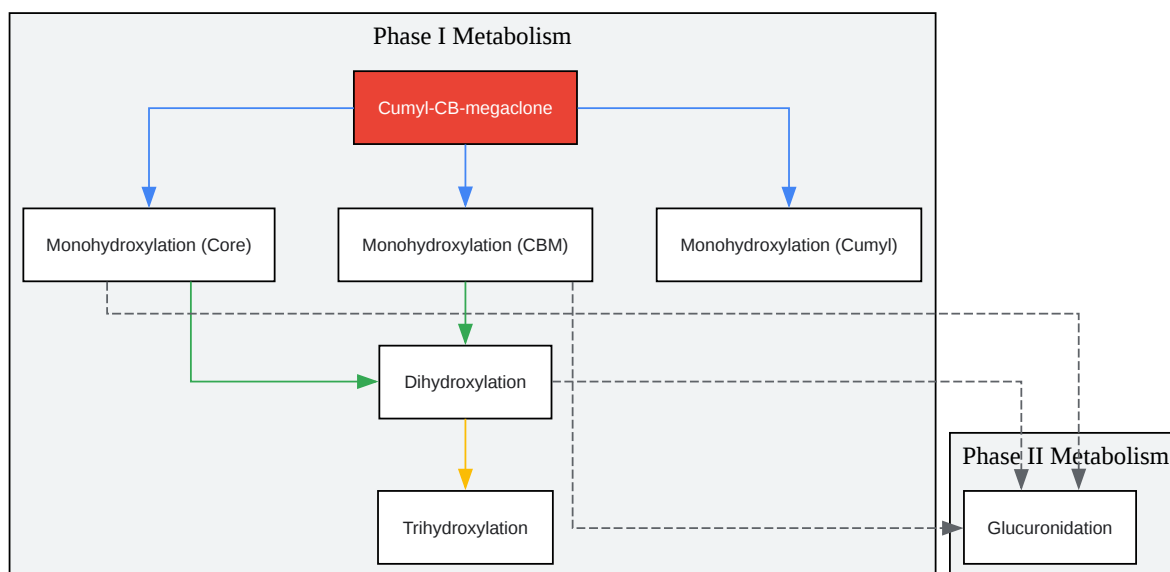 Phase I Metabolism
Cumyl-CB-megaclone
Monohydroxylation (Core)
Monohydroxylation (CBM)
Monohydroxylation (Cumyl)
Dihydroxylation
Phase II Metabolism
Trihydroxylation
Glucuronidation